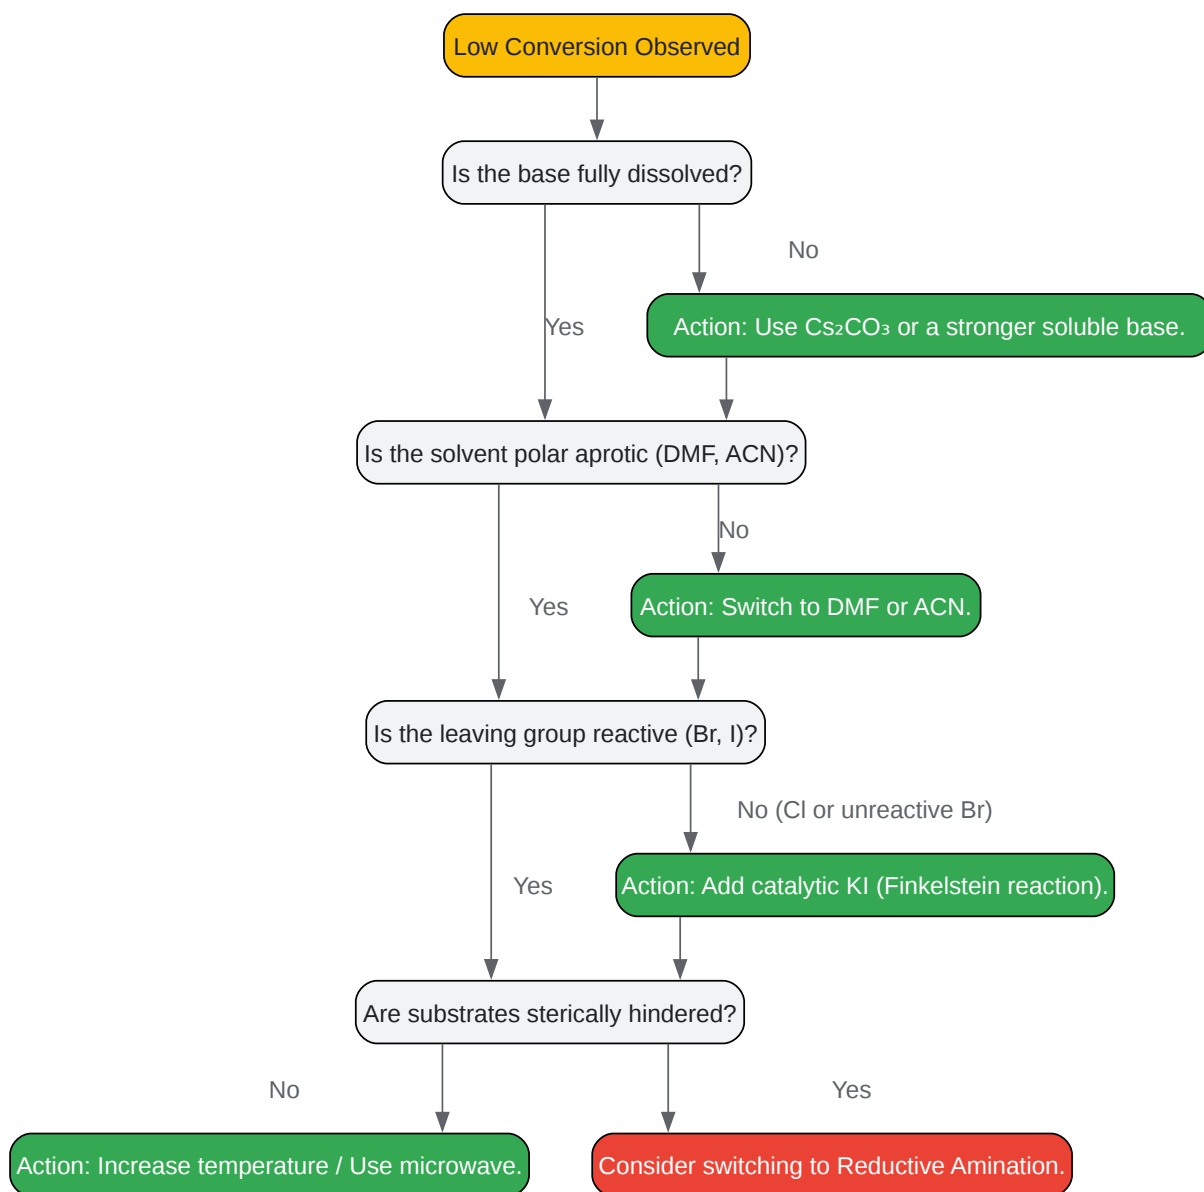 Low Conversion Observed
Is the base fully dissolved?
No
Yes
Action: Use Cs₂CO₃ or a stronger soluble base.
Is the solvent polar aprotic (DMF, ACN)?
No
Yes
Action: Switch to DMF or ACN.
Is the leaving group reactive (Br, I)?
No (Cl or unreactive Br)
Yes
Action: Add catalytic KI (Finkelstein reaction).
Are substrates sterically hindered?
No
Yes
Action: Increase temperature / Use microwave.
Consider switching to Reductive Amination.